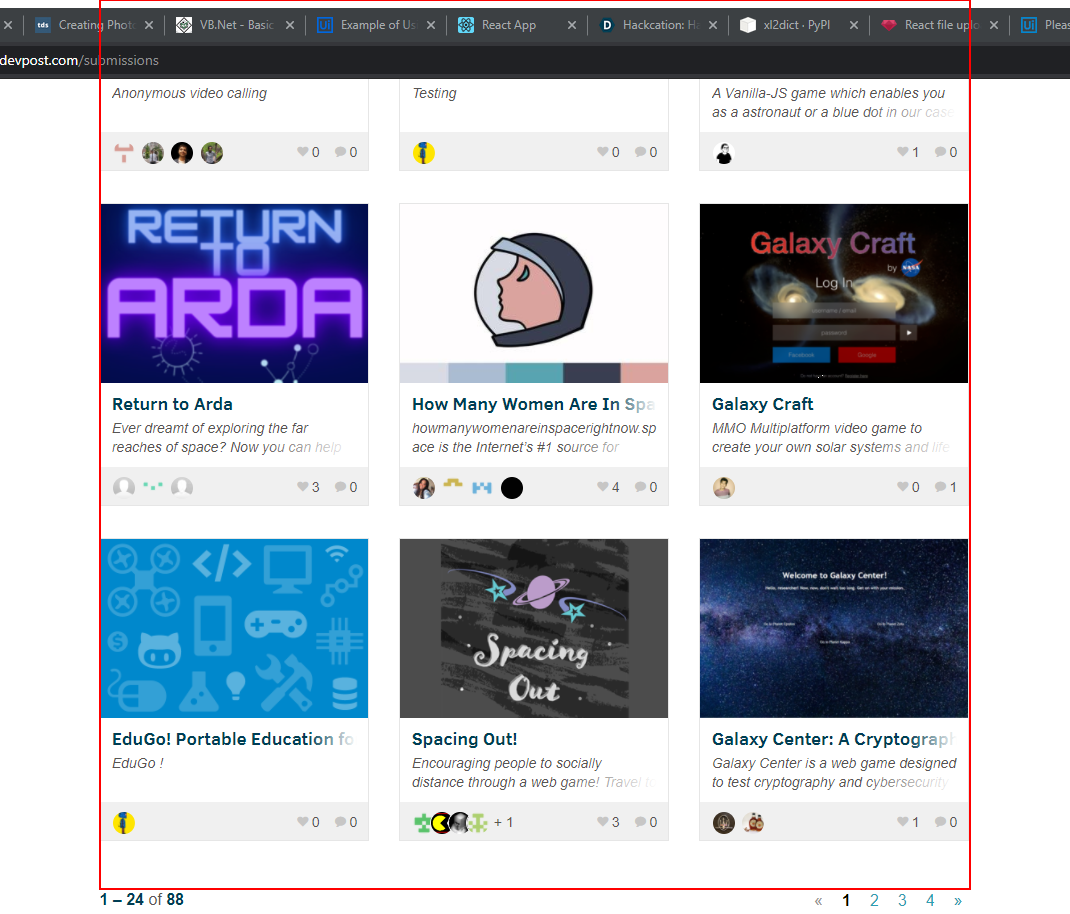 tds Creating Photo
VB.Net - Basic
Ui Example of Us
React App
D Hackcation: Ha
xl2dict · PyPI
React file uplo
Ui Pleas
devpost.com/submissions
Anonymous video calling
Testing
A Vanilla-JS game which enables you
as a astronaut or a blue dot in our case
0 0
0 0
1 0
RETURN
TO
ARDA
Galaxy Craft
by NASA
Log In
username / email
password
Facebook Google
Return to Arda
Ever dreamt of exploring the far
reaches of space? Now you can help
3 0
How Many Women Are In Spa
howmanywomenareinspacerightnow.sp
ace is the Internet's #1 source for
4 0
Galaxy Craft
MMO Multiplatform video game to
create your own solar systems and life
0 1
</>
$
Spacing
Out
Welcome to Galaxy Center!
EduGo! Portable Education fo
EduGo !
0 0
Spacing Out!
Encouraging people to socially
distance through a web game! Travel to
+ 1
3 0
Galaxy Center: A Cryptograph
Galaxy Center is a web game designed
to test cryptography and cybersecurity
1 0
1 – 24 of 88
« 1 2 3 4 »